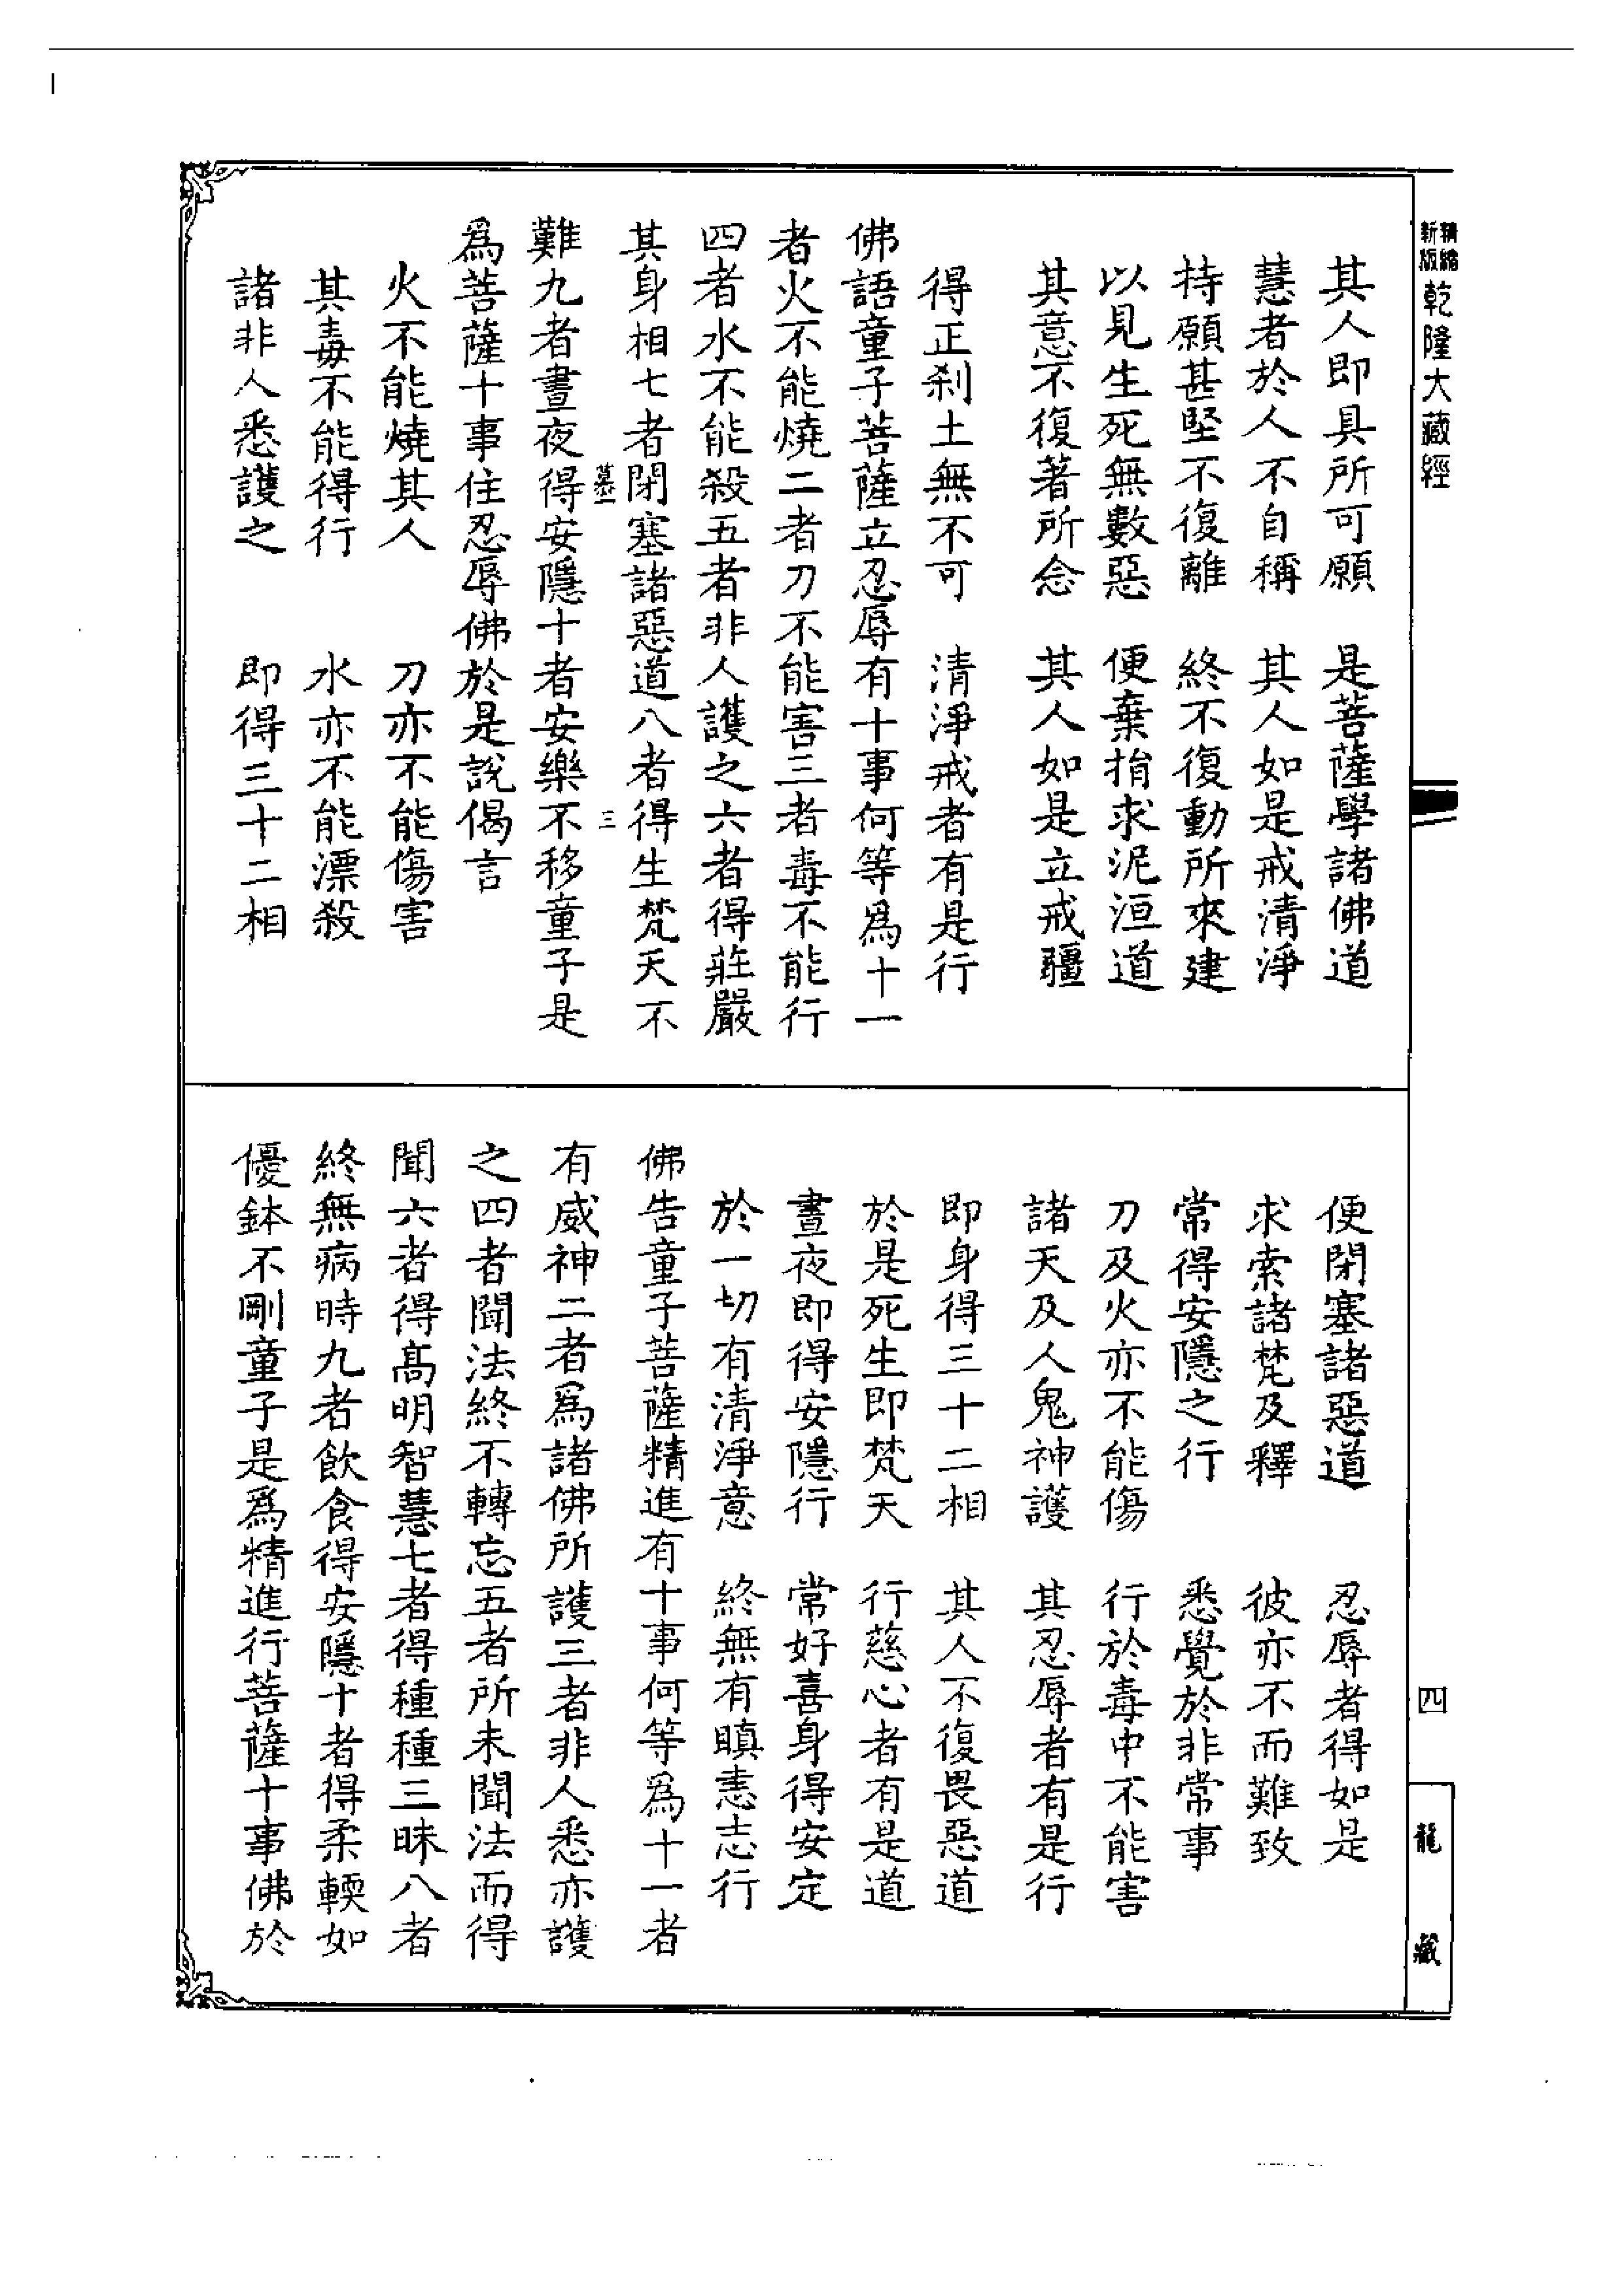 精縮新版乾隆大藏經
其人即具所可願　是菩薩學諸佛道
慧者於人不自稱　其人如是戒清淨
持願甚堅不復離　終不復動所來建
以見生死無數惡　便棄捐求泥洹道
其意不復著所念　其人如是立戒疆
得正刹土無不可　清淨戒者有是行
佛語童子菩薩立忍辱有十事何等爲十一
者火不能燒二者刀不能害三者毒不能行
四者水不能殺五者非人護之六者得莊嚴
其身相七者閉塞諸惡道八者得生梵天不
三
難九者晝夜得安隱十者安樂不移童子是
爲菩薩十事住忍辱佛於是說偈言
火不能燒其人　刀亦不能傷害
其毒不能得行　水亦不能漂殺
諸非人悉護之　即得三十二相
便閉塞諸惡道　忍辱者得如是
求索諸梵及釋　彼亦不而難致
常得安隱之行　悉覺於非常事
刀及火亦不能傷　行於毒中不能害
諸天及人鬼神護　其忍辱者有是行
即身得三十二相　其人不復畏惡道
於是死生即梵天　行慈心者有是道
晝夜即得安隱行　常好喜身得安定
於一切有清淨意　終無有瞋恚志行
佛告童子菩薩精進有十事何等爲十一者
有威神二者爲諸佛所護三者非人悉亦護
之四者聞法終不轉忘五者所未聞法而得
聞六者得高明智慧七者得種種三昧八者
終無病時九者飲食得安隱十者得柔輭如
優鉢不剛童子是爲精進行菩薩十事佛於
四
龍藏